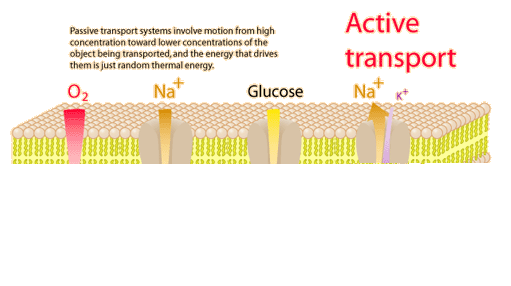 Passive transport systems involve motion from high
concentration toward lower concentrations of the
object being transported, and the energy that drives
them is just random thermal energy.
Active
transport
O2 Na+ Glucose Na+ K+